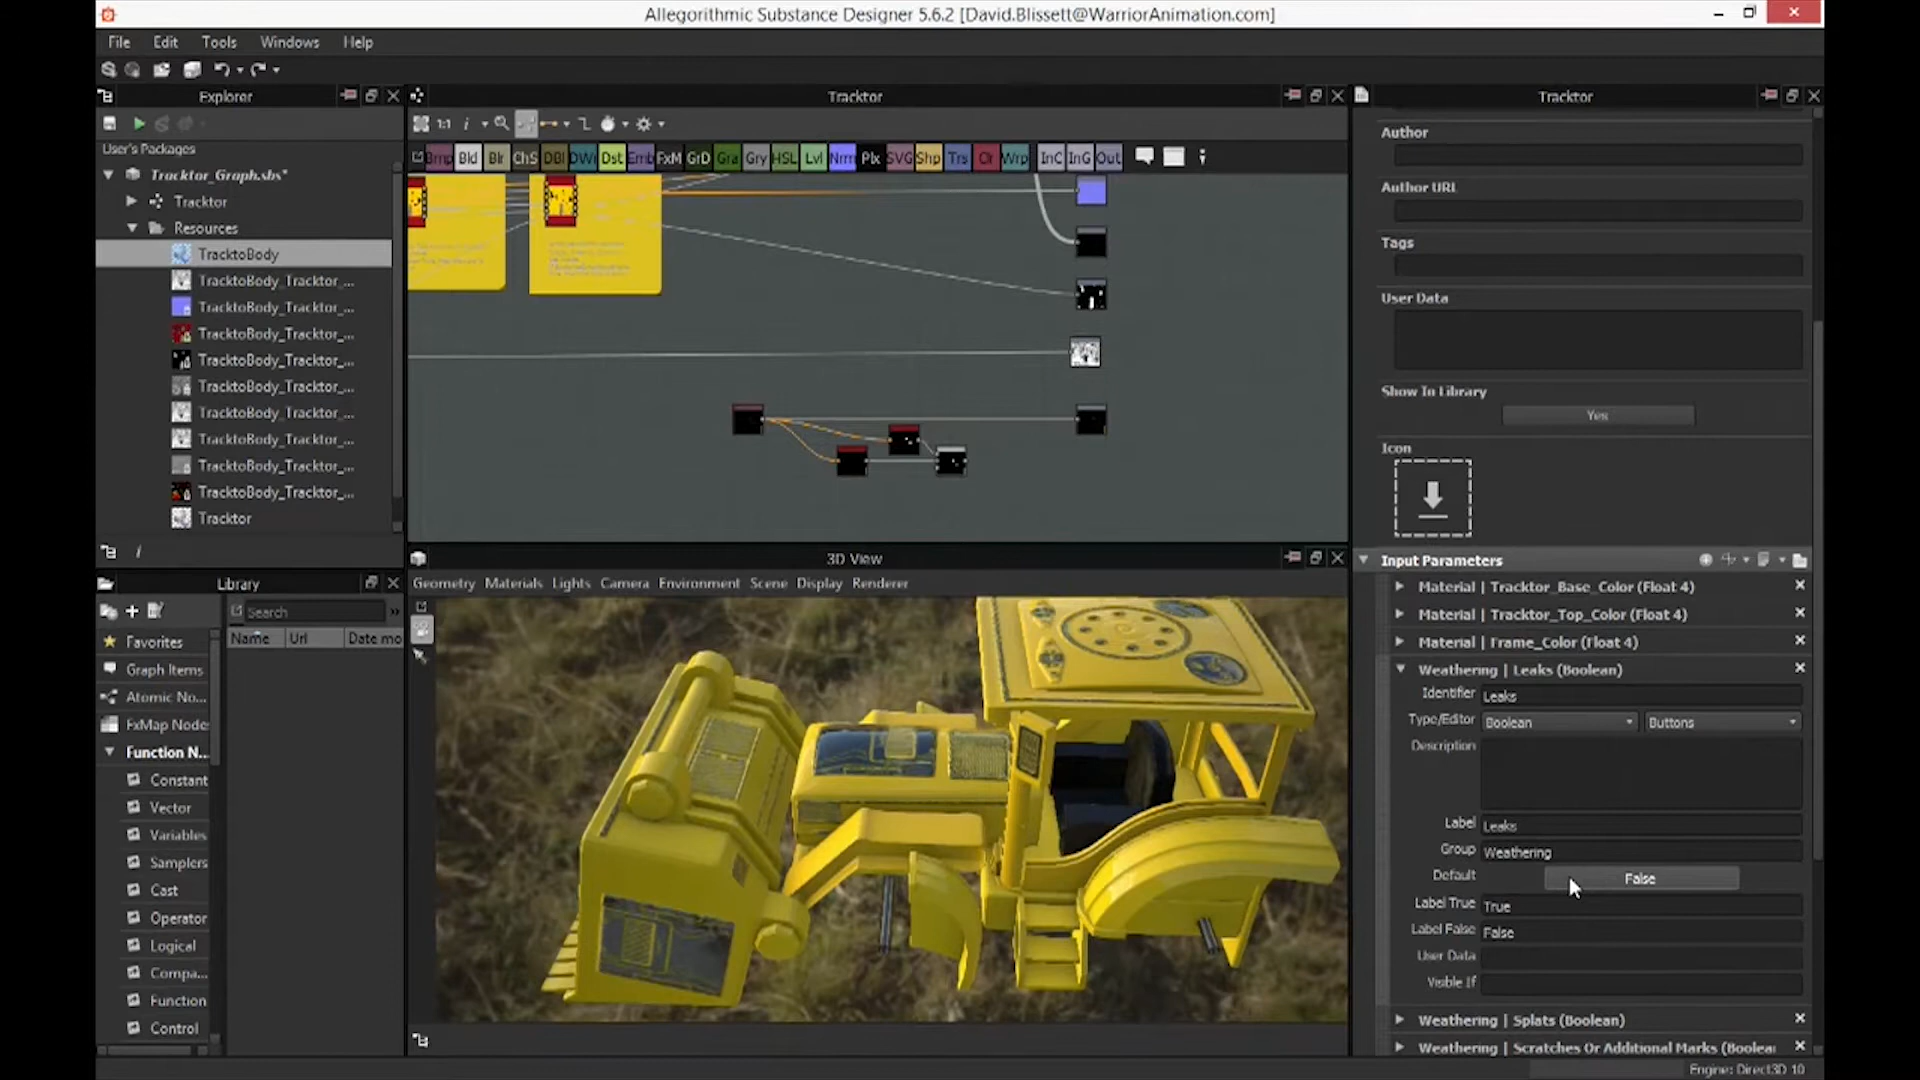 Allegorithmic Substance Designer 5.6.2 [David.Blissett@WarriorAnimation.com]
File Edit Tools Windows Help
Explorer
User's Packages
Tracktor_Graph.sbs*
Tracktor
Resources
TracktoBody
TracktoBody_Tracktor_...
TracktoBody_Tracktor_...
TracktoBody_Tracktor_...
TracktoBody_Tracktor_...
TracktoBody_Tracktor_...
TracktoBody_Tracktor_...
TracktoBody_Tracktor_...
TracktoBody_Tracktor_...
TracktoBody_Tracktor_...
Tracktor
Library
Search
Name Url Date mo
Favorites
Graph Items
Atomic No...
FxMap Node
Function N...
Constant
Vector
Variables
Samplers
Cast
Operator
Logical
Compa...
Function
Control
Tracktor
1:1 i
Bmp Bld Blr ChS DBl DWr Dst Emb FxM GrD Gra Gry HSL Lvl Nrm Plx SVG Shp Trs Clr Wrp InC InG Out
3D View
Geometry Materials Lights Camera Environment Scene Display Renderer
Tracktor
Author
Author URL
Tags
User Data
Show In Library
Yes
Icon
Input Parameters
Material | Tracktor_Base_Color (Float 4)
Material | Tracktor_Top_Color (Float 4)
Material | Frame_Color (Float 4)
Weathering | Leaks (Boolean)
Identifier Leaks
Type/Editor Boolean Buttons
Description
Label Leaks
Group Weathering
Default False
Label True True
Label False False
User Data
Visible If
Weathering | Splats (Boolean)
Weathering | Scratches Or Additional Marks (Boolea
Engine: Direct3D 10